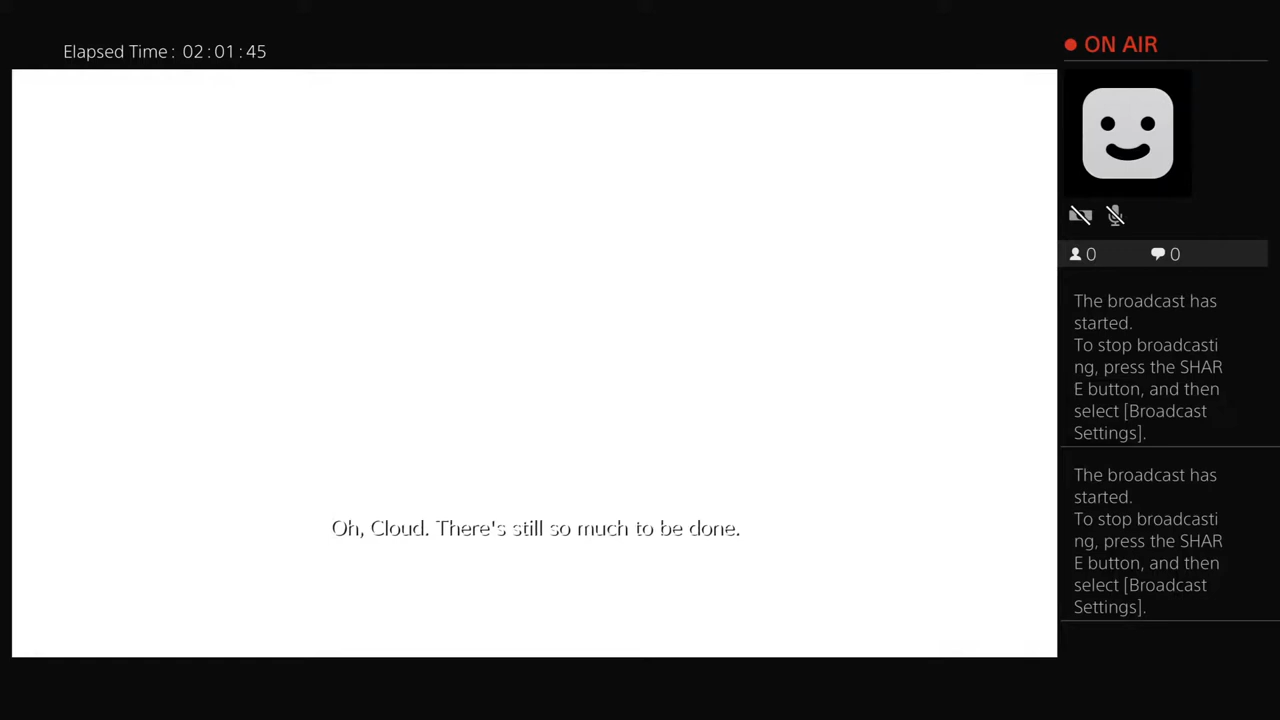 Elapsed Time: 02:01:45
ON AIR
0
0
The broadcast has
started.
To stop broadcasti
ng, press the SHAR
E button, and then
select [Broadcast
Settings].
The broadcast has
started.
To stop broadcasti
ng, press the SHAR
E button, and then
select [Broadcast
Settings].
Oh, Cloud. There's still so much to be done.